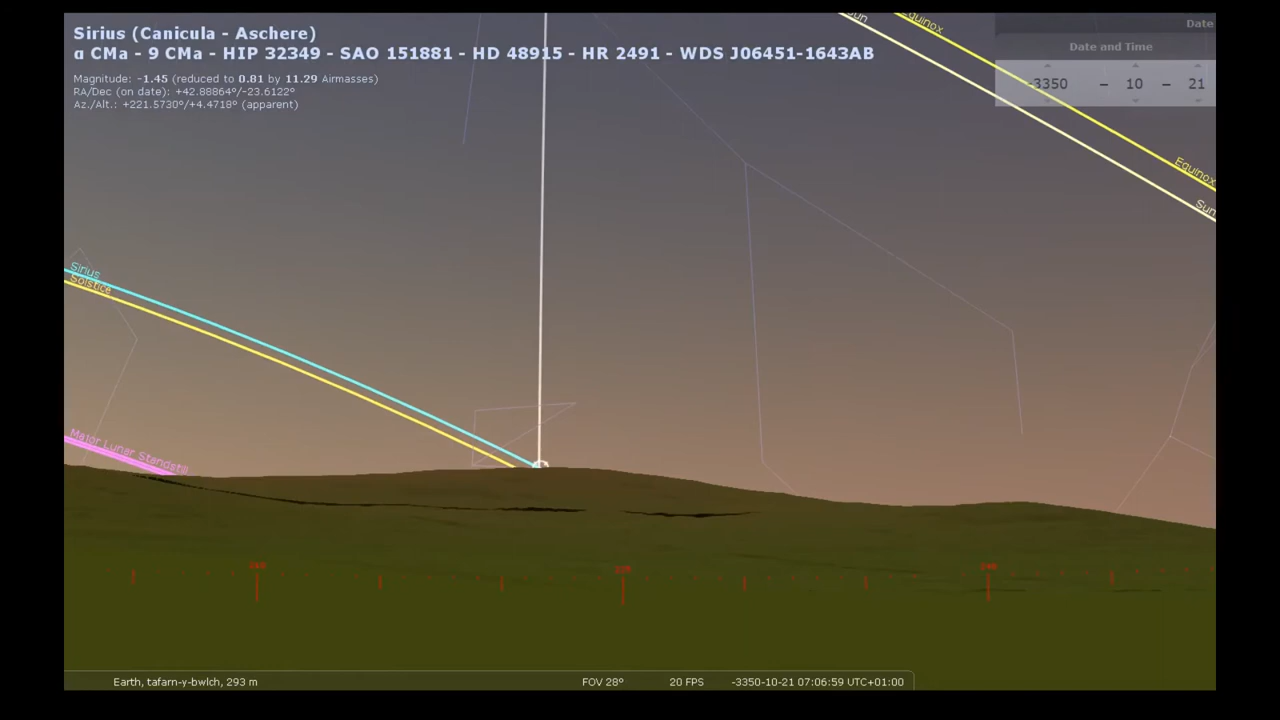 Sirius (Canicula - Aschere)
α CMa - 9 CMa - HIP 32349 - SAO 151881 - HD 48915 - HR 2491 - WDS J06451-1643AB
Magnitude: -1.45 (reduced to 0.81 by 11.29 Airmasses)
RA/Dec (on date): +42.88864°/-23.6122°
Az./Alt.: +221.5730°/+4.4718° (apparent)
Date
Date and Time
-3350 - 10 - 21
Sun
Equinox
Equinox
Sun
Sirius
Solstice
Major Lunar Standstill
Earth, tafarn-y-bwlch, 293 m
FOV 28°
20 FPS
-3350-10-21 07:06:59 UTC+01:00